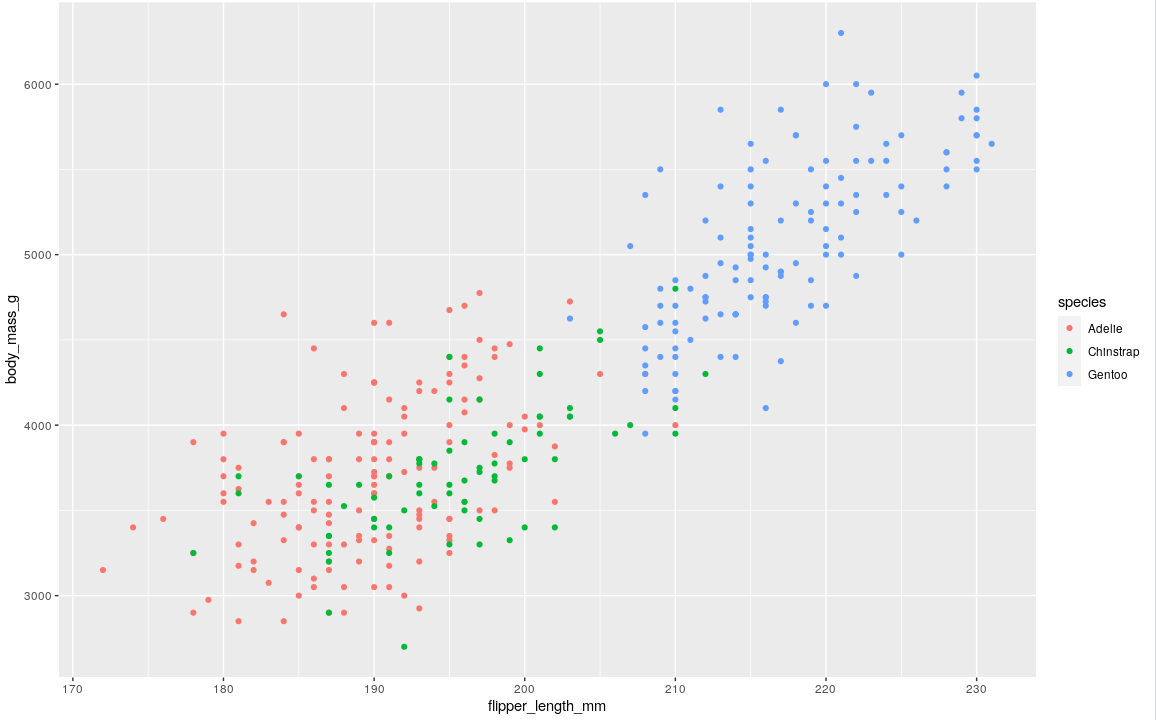 body_mass_g
6000
5000
4000
3000
170 180 190 200 210 220 230
flipper_length_mm
species
Adelie
Chinstrap
Gentoo